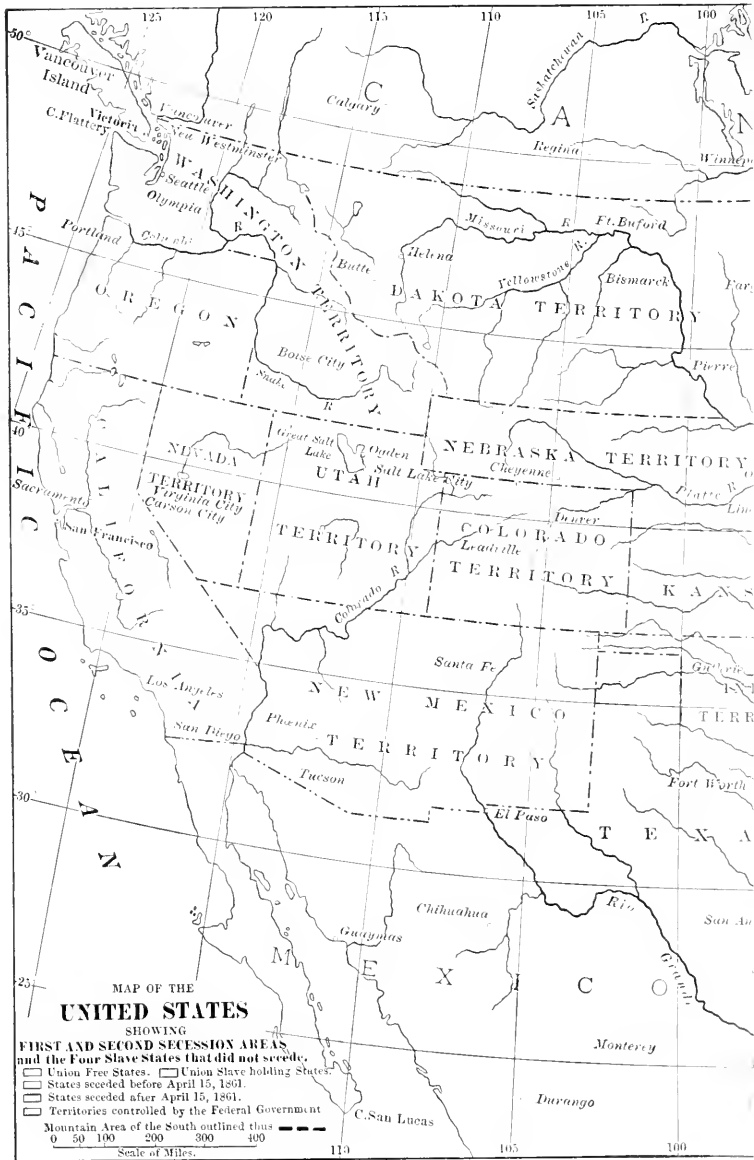 125
120
115
110
105
100
50°
Vancouver
Island
Victoria
C.Flattery
Vancouver
New Westminster
Calgary
C
A
N
Saskatchewan
R
Regina
WASHINGTON TERRITORY
Seattle
Olympia
Portland
45°
R
Missouri R
Ft. Buford
Helena
Butte
Yellowstone R.
Bismarck
DAKOTA TERRITORY
Pierre
OREGON
Boise City
Snake R
PACIFIC OCEAN
40°
CALIFORNIA
NEVADA
TERRITORY
Virginia City
Carson City
Great Salt
Lake
Ogden
Salt Lake City
UTAH
TERRITORY
NEBRASKA TERRITORY
Cheyenne
Platte R
Denver
COLORADO
Leadville
TERRITORY
KANS
Sacramento
San Francisco
Colorado R
35°
Los Angeles
San Diego
Santa Fe
NEW MEXICO
TERRITORY
Phœnix
Tucson
Guthrie
TERR
Fort Worth
TEXA
El Paso
30°
Chihuahua
Guaymas
Rio Grande
San An
MEXICO
25°
Monterey
Durango
C.San Lucas
MAP OF THE
UNITED STATES
SHOWING
FIRST AND SECOND SECESSION AREAS
and the Four Slave States that did not secede.
Union Free States. Union Slave holding States.
States seceded before April 15, 1861.
States seceded after April 15, 1861.
Territories controlled by the Federal Government
Mountain Area of the South outlined thus
0 50 100 200 300 400
Scale of Miles.
110
105
100